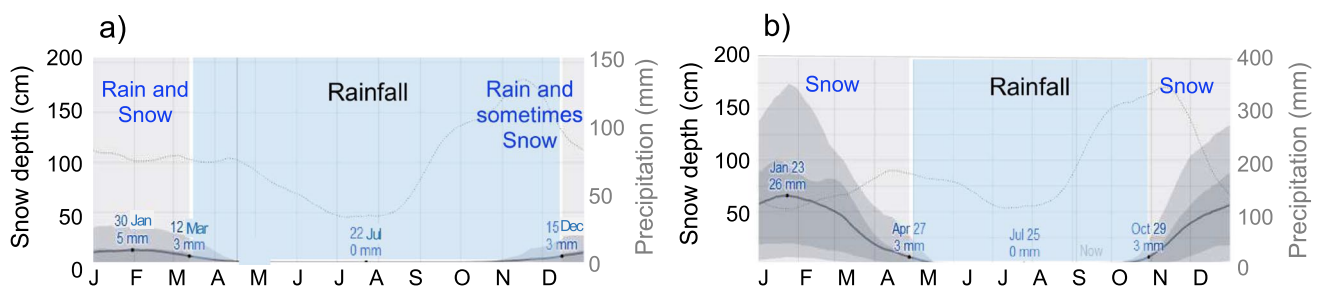 a)
200
150
100
50
0
Snow depth (cm)
Rain and
Snow
Rainfall
Rain and
sometimes
Snow
30 Jan
5 mm
12 Mar
3 mm
22 Jul
0 mm
15 Dec
3 mm
150
100
50
0
Precipitation (mm)
J F M A M J J A S O N D
b)
200
150
100
50
Snow depth (cm)
Snow
Rainfall
Snow
Jan 23
26 mm
Apr 27
3 mm
Jul 25
0 mm
Now
Oct 29
3 mm
400
300
200
100
0
Precipitation (mm)
J F M A M J J A S O N D